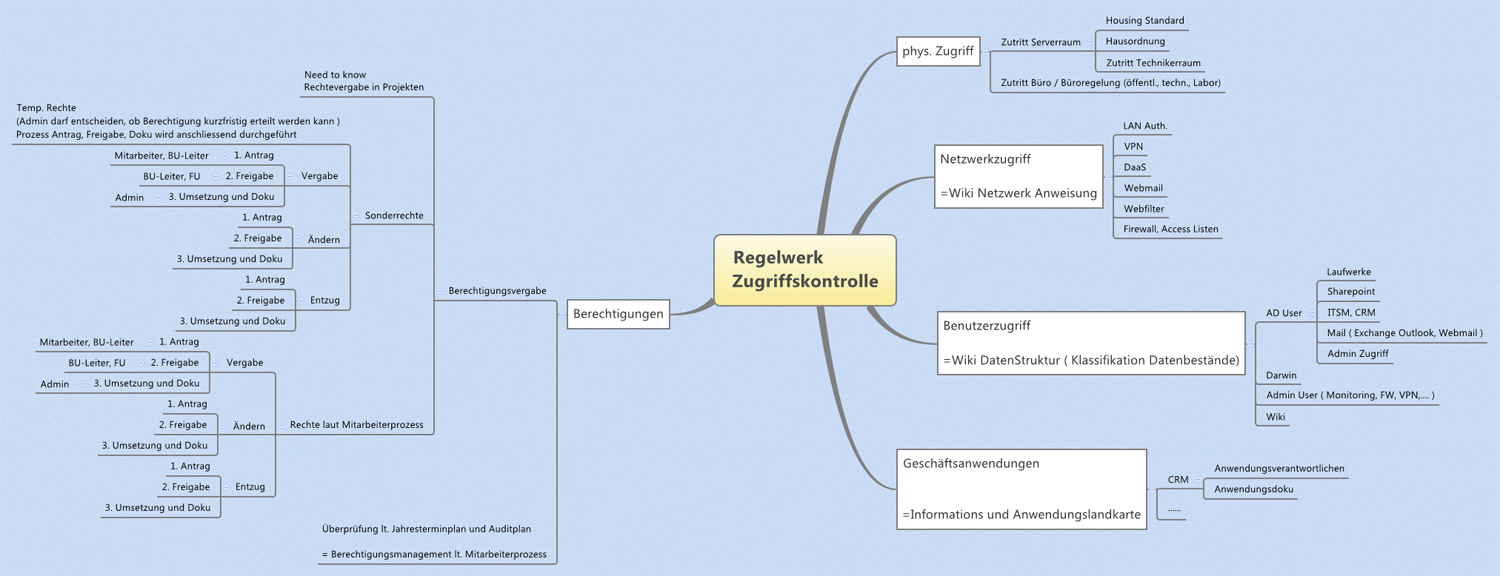 Regelwerk
Zugriffskontrolle
phys. Zugriff
Zutritt Serverraum
Housing Standard
Hausordnung
Zutritt Technikerraum
Zutritt Büro / Büroregelung (öffentl., techn., Labor)
Netzwerkzugriff
=Wiki Netzwerk Anweisung
LAN Auth.
VPN
DaaS
Webmail
Webfilter
Firewall, Access Listen
Benutzerzugriff
=Wiki DatenStruktur ( Klassifikation Datenbestände)
AD User
Laufwerke
Sharepoint
ITSM, CRM
Mail ( Exchange Outlook, Webmail )
Admin Zugriff
Darwin
Admin User ( Monitoring, FW, VPN,.... )
Wiki
Geschäftsanwendungen
=Informations und Anwendungslandkarte
CRM
Anwendungsverantwortlichen
Anwendungsdoku
......
Berechtigungen
Berechtigungsvergabe
Need to know
Rechtevergabe in Projekten
Sonderrechte
Temp. Rechte
(Admin darf entscheiden, ob Berechtigung kurzfristig erteilt werden kann )
Prozess Antrag, Freigabe, Doku wird anschliessend durchgeführt
Vergabe
1. Antrag
Mitarbeiter, BU-Leiter
2. Freigabe
BU-Leiter, FU
3. Umsetzung und Doku
Admin
Ändern
1. Antrag
2. Freigabe
3. Umsetzung und Doku
Entzug
1. Antrag
2. Freigabe
3. Umsetzung und Doku
Rechte laut Mitarbeiterprozess
Vergabe
1. Antrag
Mitarbeiter, BU-Leiter
2. Freigabe
BU-Leiter, FU
3. Umsetzung und Doku
Admin
Ändern
1. Antrag
2. Freigabe
3. Umsetzung und Doku
Entzug
1. Antrag
2. Freigabe
3. Umsetzung und Doku
Überprüfung lt. Jahresterminplan und Auditplan
= Berechtigungsmanagement lt. Mitarbeiterprozess